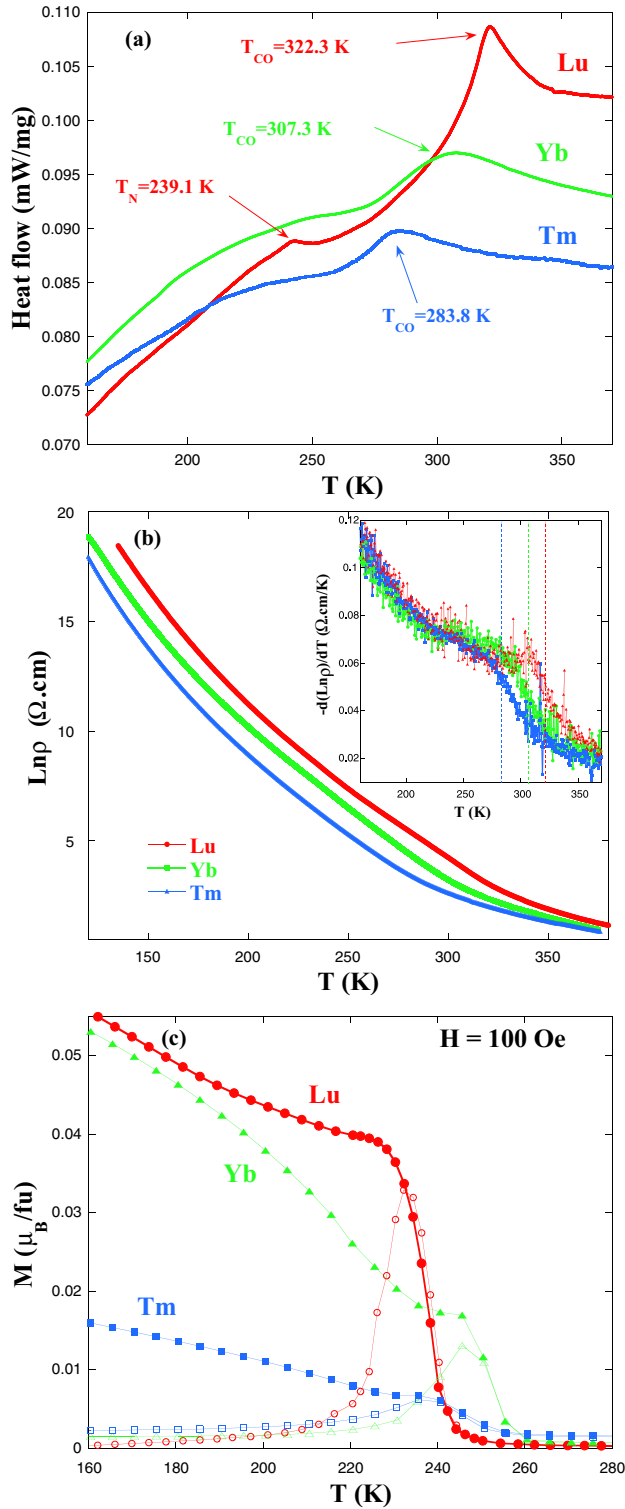 (a)
T_CO=322.3 K
Lu
T_CO=307.3 K
Yb
T_N=239.1 K
Tm
T_CO=283.8 K
Heat flow (mW/mg)
0.110
0.105
0.100
0.095
0.090
0.085
0.080
0.075
0.070
200 250 300 350
T (K)
(b)
20
15
10
5
Lnρ (Ω.cm)
Lu
Yb
Tm
150 200 250 300 350
T (K)
-d(Lnρ)/dT (Ω.cm/K)
0.12
0.1
0.08
0.06
0.04
0.02
200 250 300 350
T (K)
(c)
H = 100 Oe
Lu
Yb
Tm
M (μ_B/fu)
0.05
0.04
0.03
0.02
0.01
0
160 180 200 220 240 260 280
T (K)